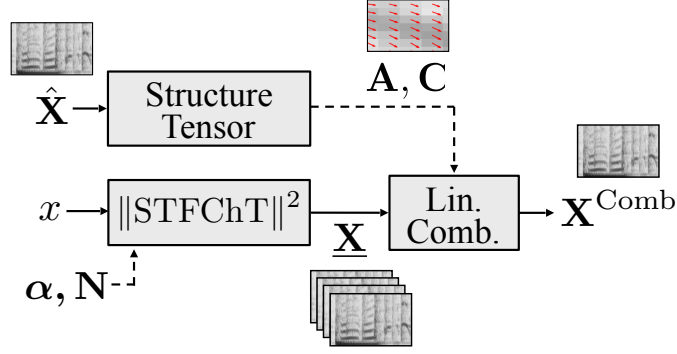 A, C
X̂
Structure
Tensor
x
‖STFChT‖²
X
Lin.
Comb.
X^Comb
α, N